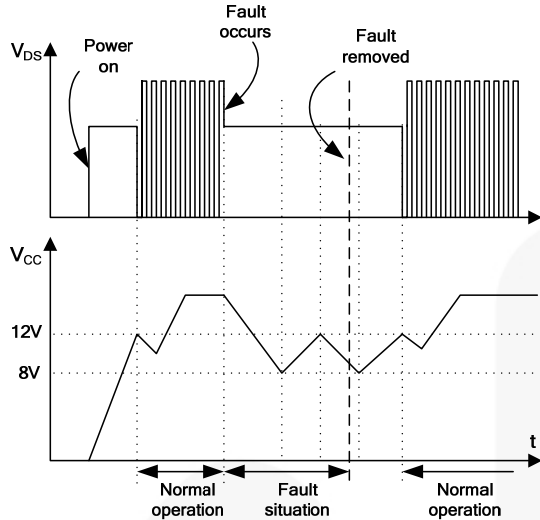 Fault
occurs
Power
on
Fault
removed
VDS
VCC
12V
8V
t
Normal
operation
Fault
situation
Normal
operation